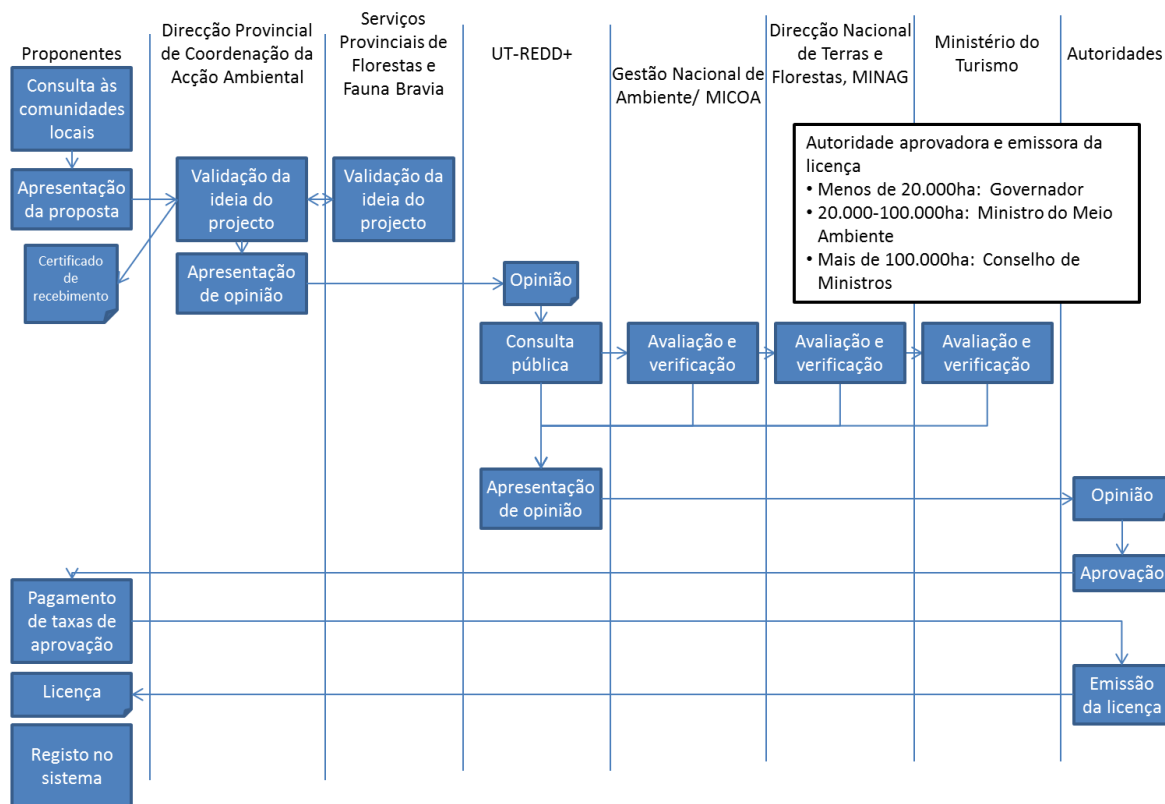 Proponentes
Direcção Provincial
de Coordenação da
Acção Ambiental
Serviços
Provinciais de
Florestas e
Fauna Bravia
UT-REDD+
Gestão Nacional de
Ambiente/ MICOA
Direcção Nacional
de Terras e
Florestas, MINAG
Ministério do
Turismo
Autoridades
Consulta às
comunidades
locais
Apresentação
da proposta
Certificado
de
recebimento
Validação da
ideia do
projecto
Validação da
ideia do
projecto
Apresentação
de opinião
Autoridade aprovadora e emissora da
licença
• Menos de 20.000ha: Governador
• 20.000-100.000ha: Ministro do Meio
Ambiente
• Mais de 100.000ha: Conselho de
Ministros
Opinião
Consulta
pública
Avaliação e
verificação
Avaliação e
verificação
Avaliação e
verificação
Apresentação
de opinião
Opinião
Aprovação
Pagamento
de taxas de
aprovação
Emissão
da licença
Licença
Registo no
sistema